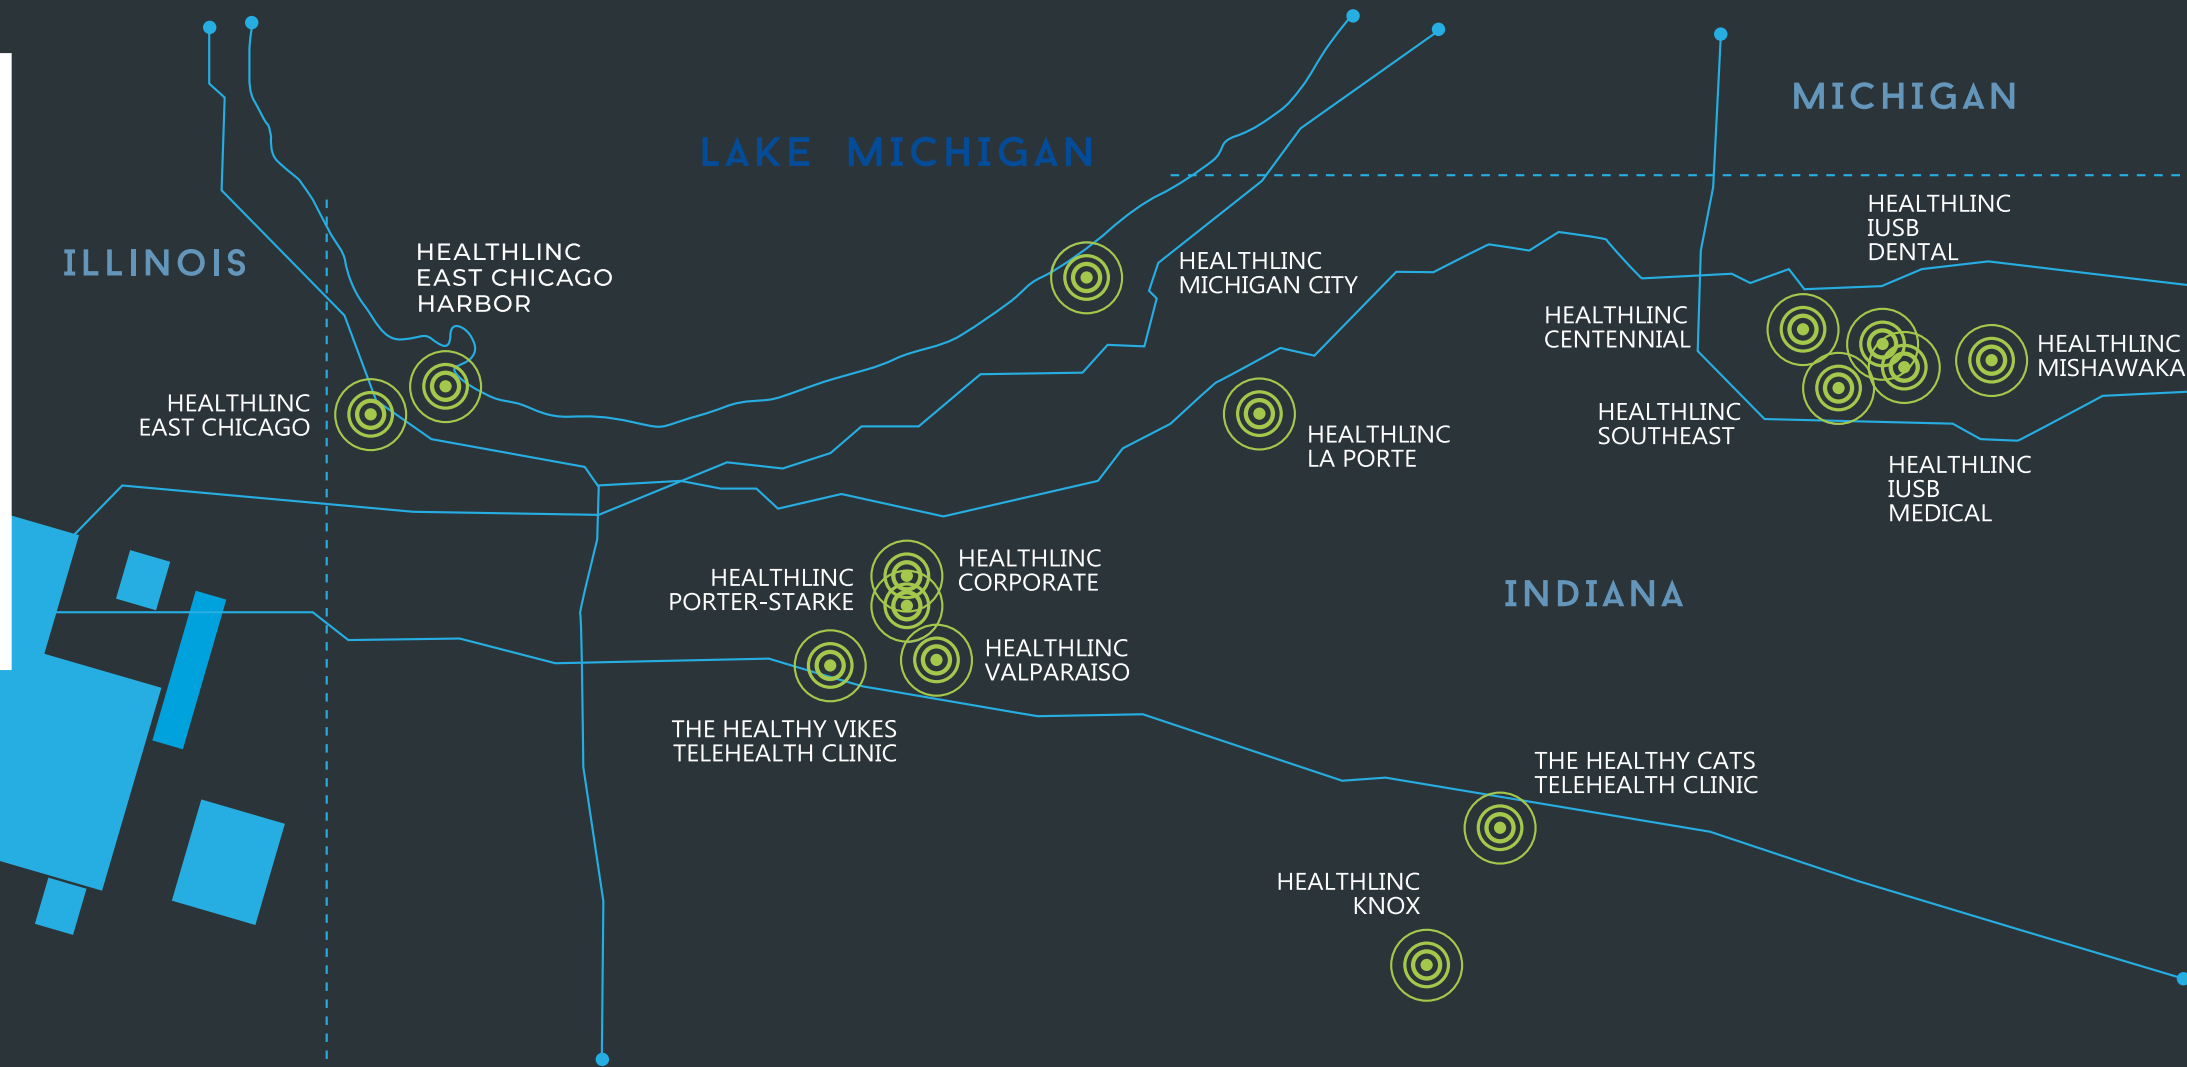 MICHIGAN
LAKE MICHIGAN
ILLINOIS
HEALTHLINC
EAST CHICAGO
HARBOR
HEALTHLINC
MICHIGAN CITY
HEALTHLINC
IUSB
DENTAL
HEALTHLINC
CENTENNIAL
HEALTHLINC
MISHAWAKA
HEALTHLINC
EAST CHICAGO
HEALTHLINC
SOUTHEAST
HEALTHLINC
LA PORTE
HEALTHLINC
IUSB
MEDICAL
HEALTHLINC
PORTER-STARKE
HEALTHLINC
CORPORATE
INDIANA
HEALTHLINC
VALPARAISO
THE HEALTHY VIKES
TELEHEALTH CLINIC
THE HEALTHY CATS
TELEHEALTH CLINIC
HEALTHLINC
KNOX